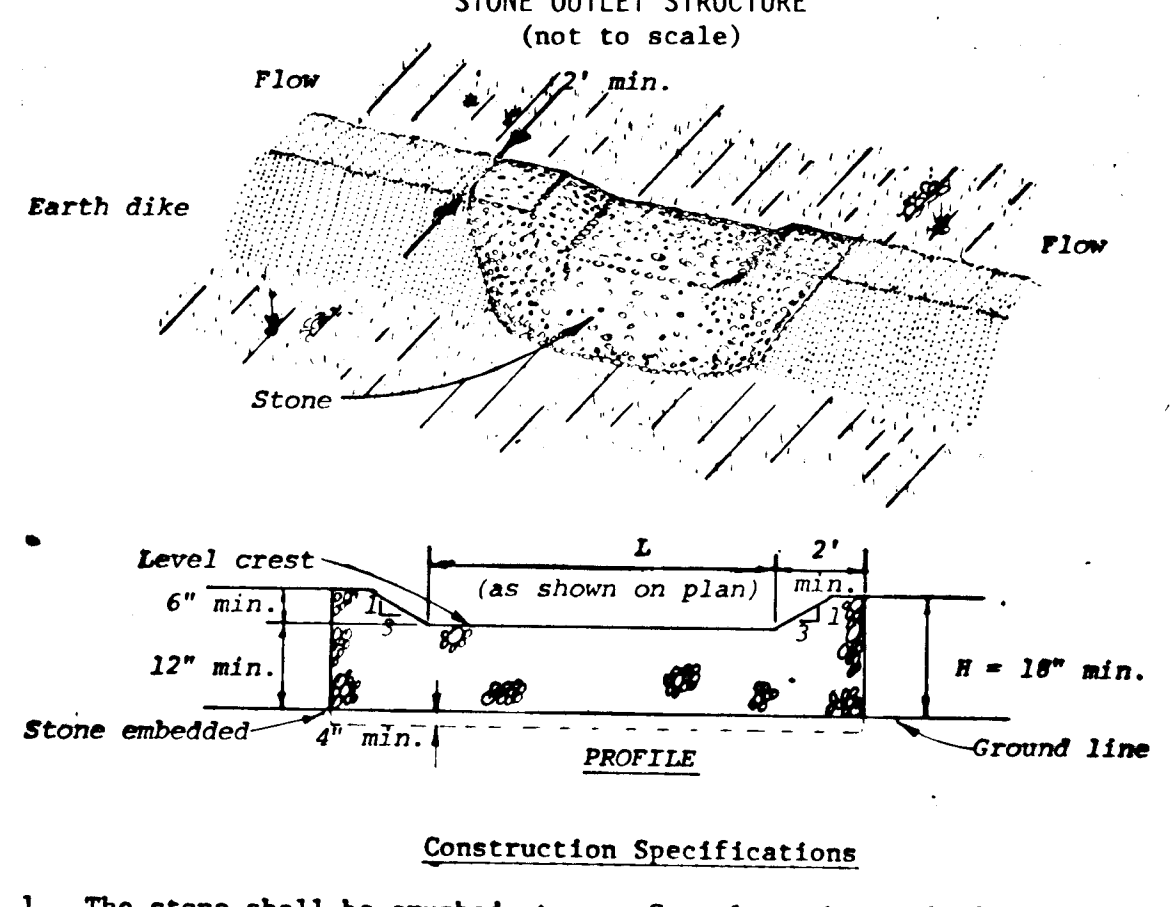 STONE OUTLET STRUCTURE
(not to scale)
Flow
2' min.
Earth dike
Flow
Stone
Level crest
L
2'
(as shown on plan)
min.
6" min.
1
3
3
1
12" min.
H = 18" min.
Stone embedded
4" min.
Ground line
PROFILE
Construction Specifications
1. The stone shall be crushed